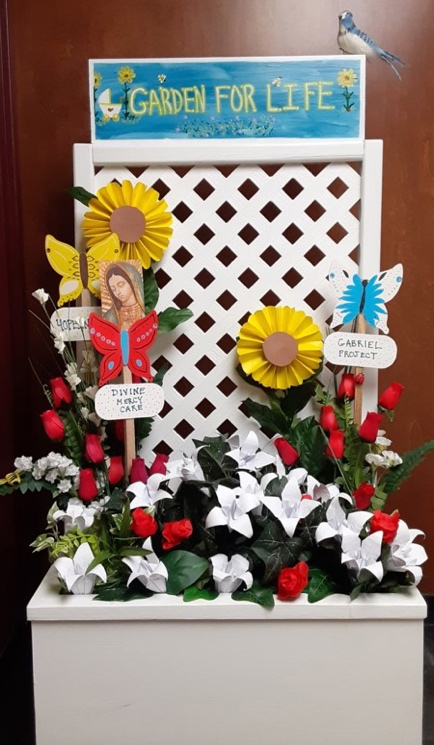 GARDEN FOR LIFE
DIVINE
MERCY
CARE
GABRIEL
PROJECT